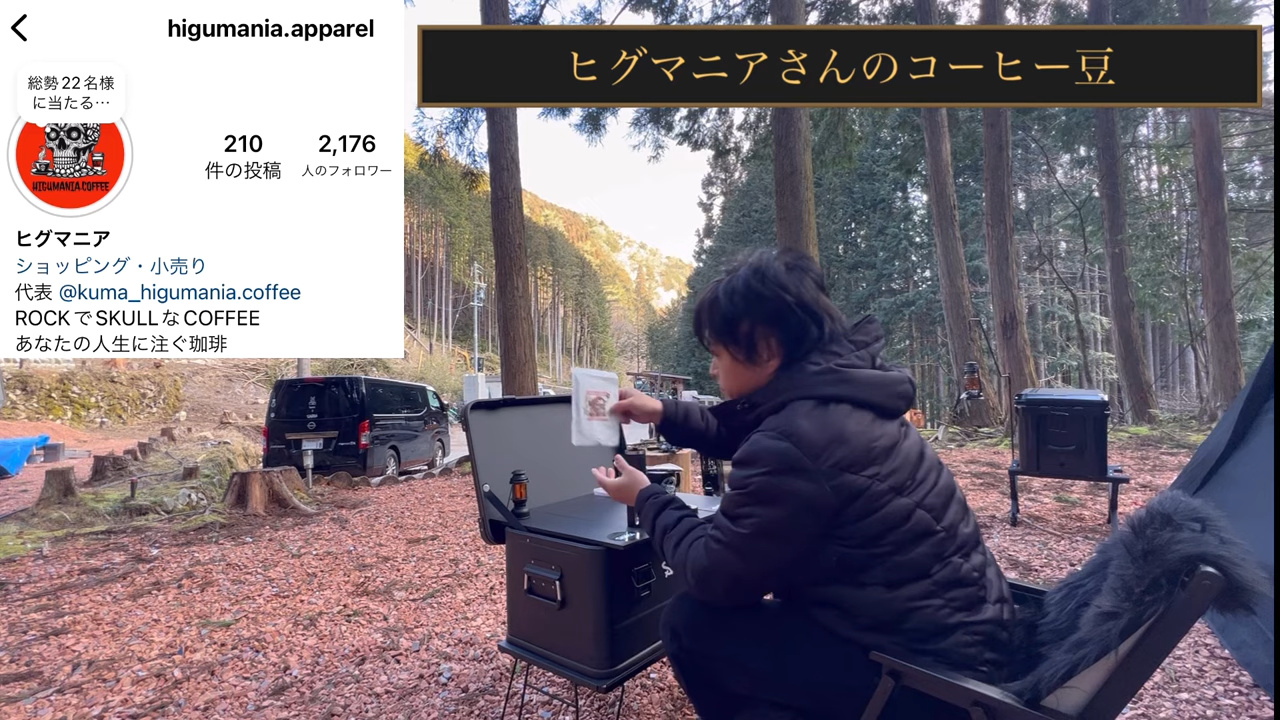 higumania.apparel
総勢22名様
に当たる…
HIGUMANIA.COFFEE
210
件の投稿
2,176
人のフォロワー
ヒグマニア
ショッピング・小売り
代表 @kuma_higumania.coffee
ROCKでSKULLなCOFFEE
あなたの人生に注ぐ珈琲
ヒグマニアさんのコーヒー豆